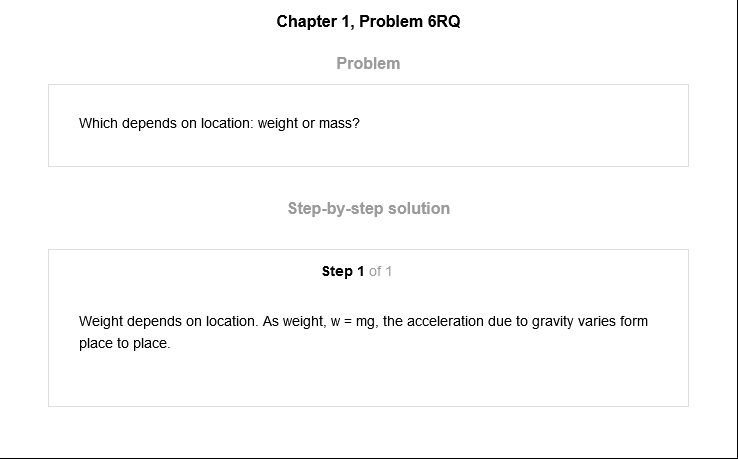 Chapter 1, Problem 6RQ
Problem
Which depends on location: weight or mass?
Step-by-step solution
Step 1 of 1
Weight depends on location. As weight, w = mg, the acceleration due to gravity varies form
place to place.